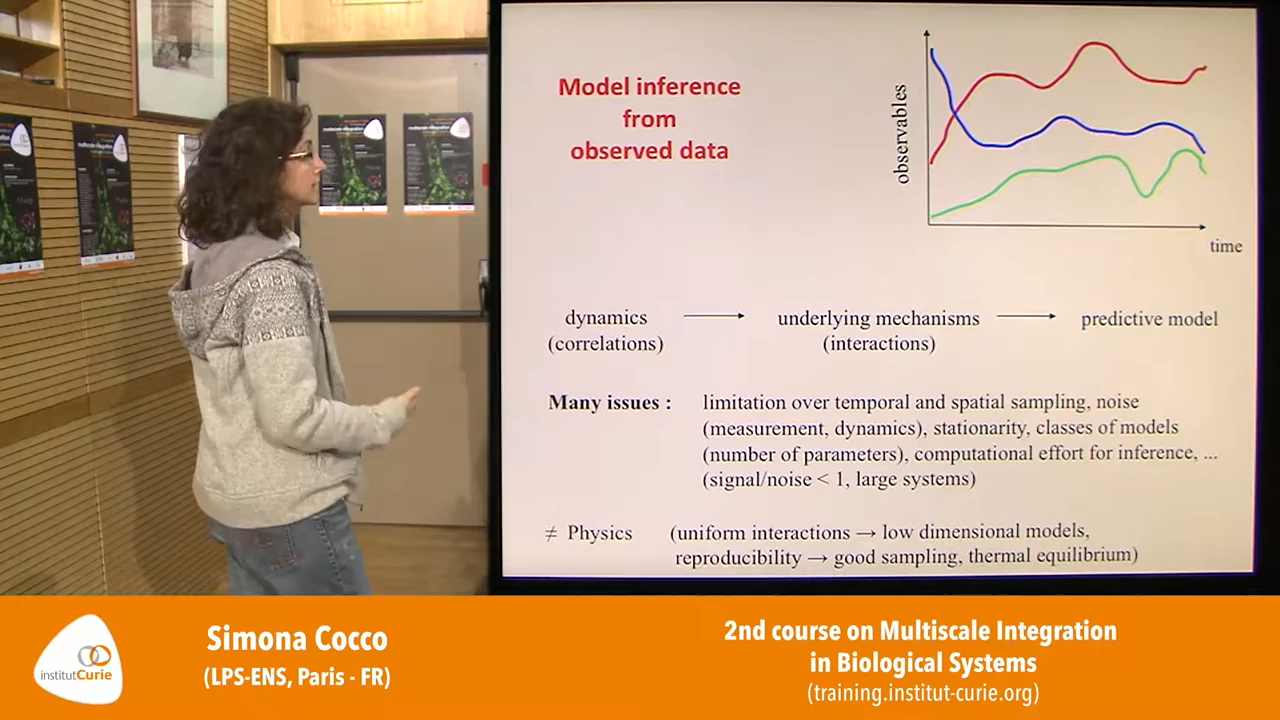 Model inference
from
observed data
observables
time
dynamics → underlying mechanisms → predictive model
(correlations) (interactions)
Many issues : limitation over temporal and spatial sampling, noise
(measurement, dynamics), stationarity, classes of models
(number of parameters), computational effort for inference, ...
(signal/noise < 1, large systems)
≠ Physics (uniform interactions → low dimensional models,
reproducibility → good sampling, thermal equilibrium)
institutCurie
Simona Cocco
(LPS-ENS, Paris - FR)
2nd course on Multiscale Integration
in Biological Systems
(training.institut-curie.org)